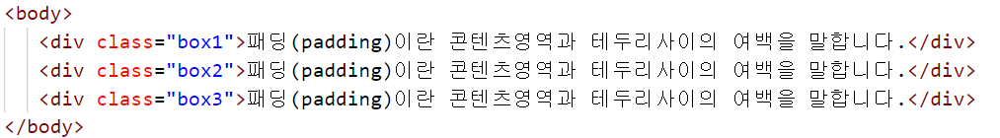 <body>
<div class="box1">패딩(padding)이란 콘텐츠영역과 테두리사이의 여백을 말합니다.</div>
<div class="box2">패딩(padding)이란 콘텐츠영역과 테두리사이의 여백을 말합니다.</div>
<div class="box3">패딩(padding)이란 콘텐츠영역과 테두리사이의 여백을 말합니다.</div>
</body>